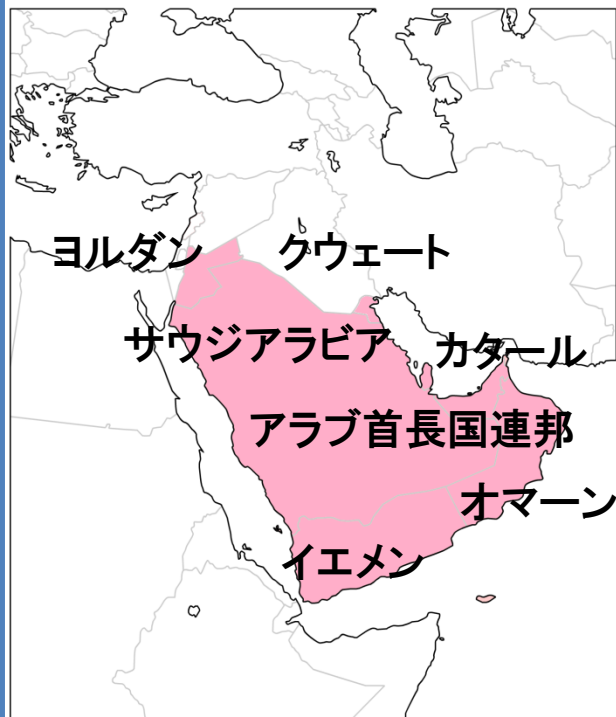 ヨルダン
クウェート
サウジアラビア
カタール
アラブ首長国連邦
オマーン
イエメン